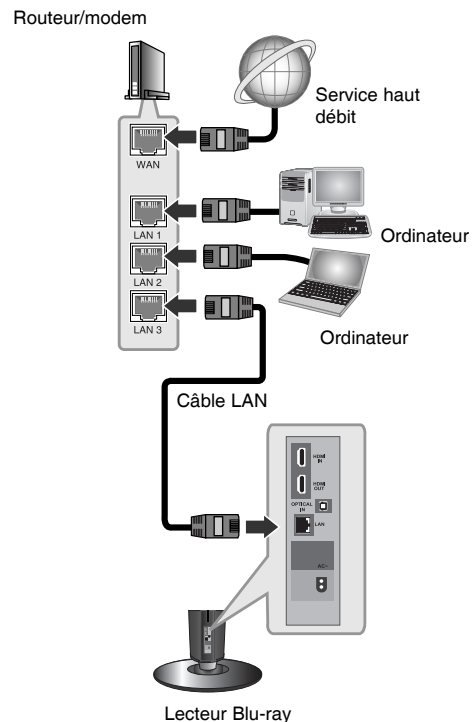 Routeur/modem
Service haut
débit
WAN
LAN 1
Ordinateur
LAN 2
LAN 3
Ordinateur
Câble LAN
HDMI
IN
HDMI
OUT
OPTICAL
IN
LAN
AC~
Lecteur Blu-ray